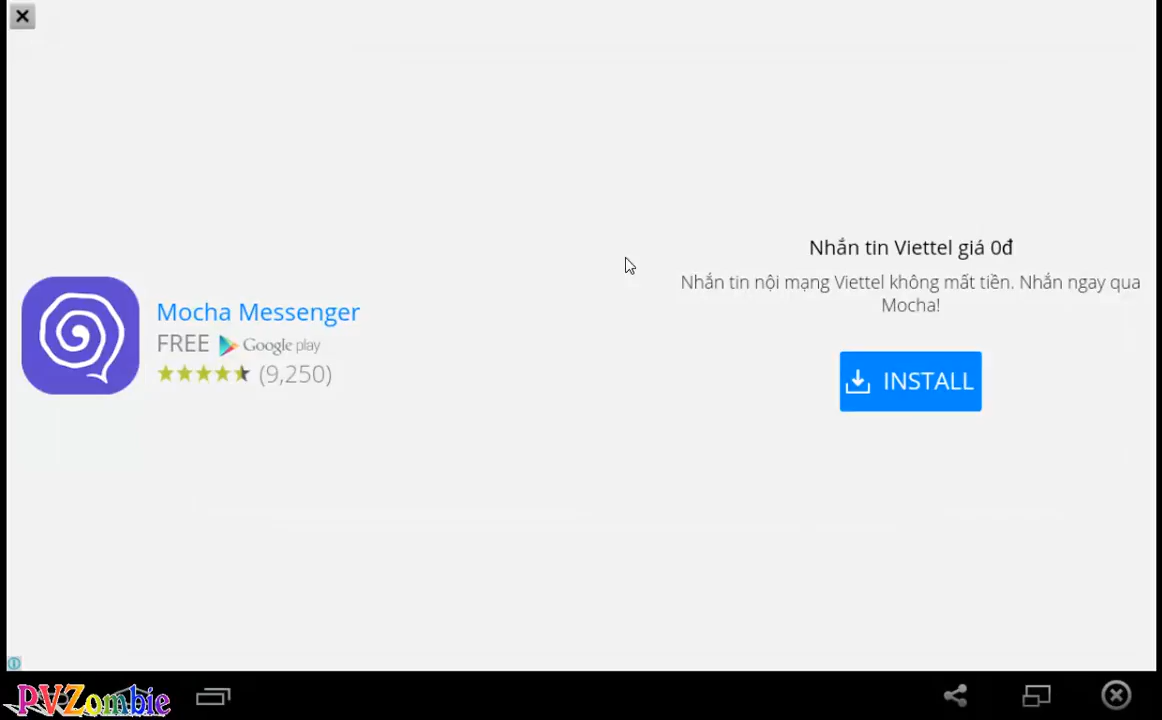 Mocha Messenger
FREE Google play
(9,250)
Nhắn tin Viettel giá 0đ
Nhắn tin nội mạng Viettel không mất tiền. Nhắn ngay qua
Mocha!
INSTALL
PVZombie